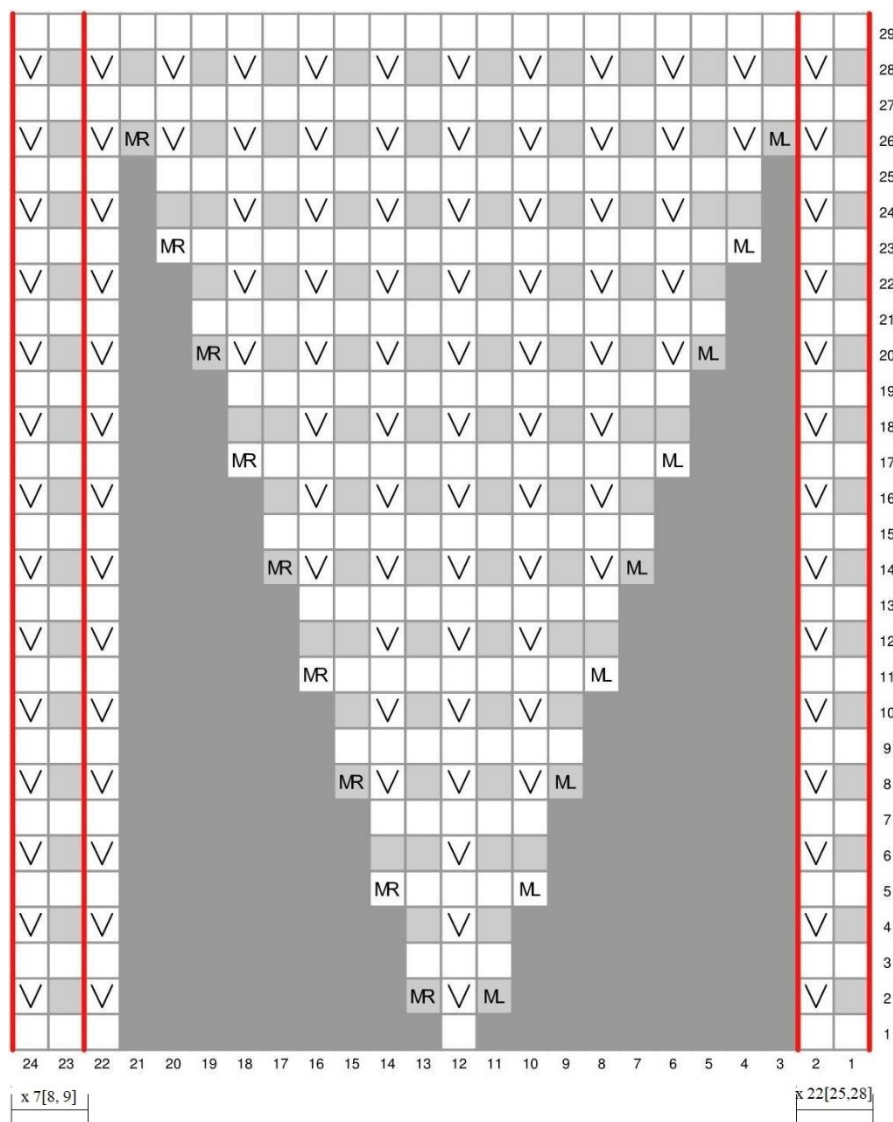 29
V V V V V V V V V V V V 28
27
V V MR V V V V V V V V V ML V 26
25
V V V V V V V V V V 24
MR ML 23
V V V V V V V V V V 22
21
V V MR V V V V V V V ML V 20
19
V V V V V V V V 18
MR ML 17
V V V V V V V V 16
15
V V MR V V V V V ML V 14
13
V V V V V V 12
MR ML 11
V V V V V V 10
9
V V MR V V V ML V 8
7
V V V V 6
MR ML 5
V V V V 4
3
V V MR V ML V 2
1
24 23 22 21 20 19 18 17 16 15 14 13 12 11 10 9 8 7 6 5 4 3 2 1
x 7[8, 9] x 22[25,28]